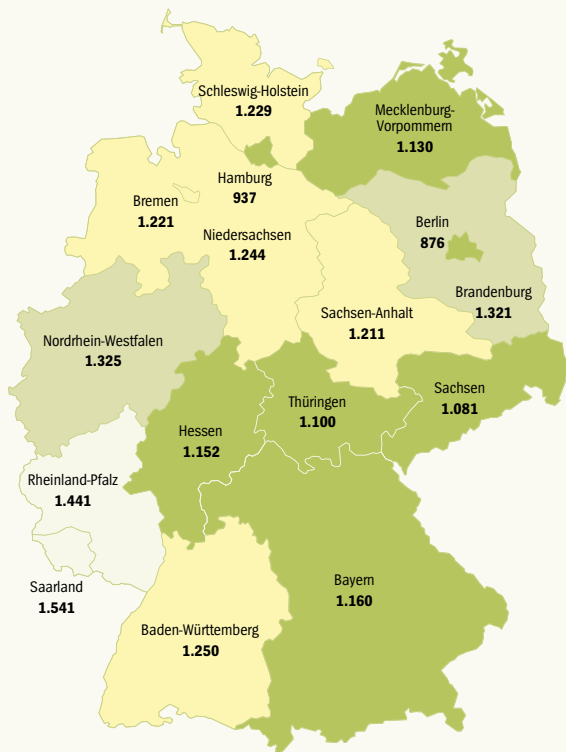 Schleswig-Holstein
1.229
Mecklenburg-
Vorpommern
1.130
Hamburg
937
Bremen
1.221
Niedersachsen
1.244
Berlin
876
Brandenburg
1.321
Sachsen-Anhalt
1.211
Nordrhein-Westfalen
1.325
Sachsen
1.081
Thüringen
1.100
Hessen
1.152
Rheinland-Pfalz
1.441
Saarland
1.541
Bayern
1.160
Baden-Württemberg
1.250